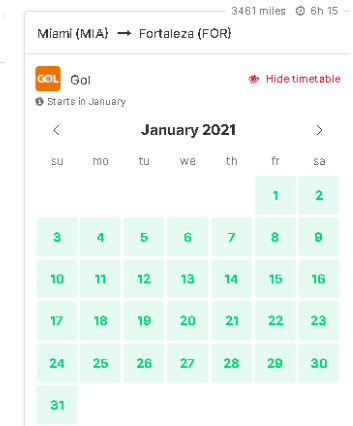 3461 miles 6h 15
Miami (MIA) → Fortaleza (FOR)
GOL Gol Hide timetable
Starts in January
January 2021
su mo tu we th fr sa
1 2
3 4 5 6 7 8 9
10 11 12 13 14 15 16
17 18 19 20 21 22 23
24 25 26 27 28 29 30
31